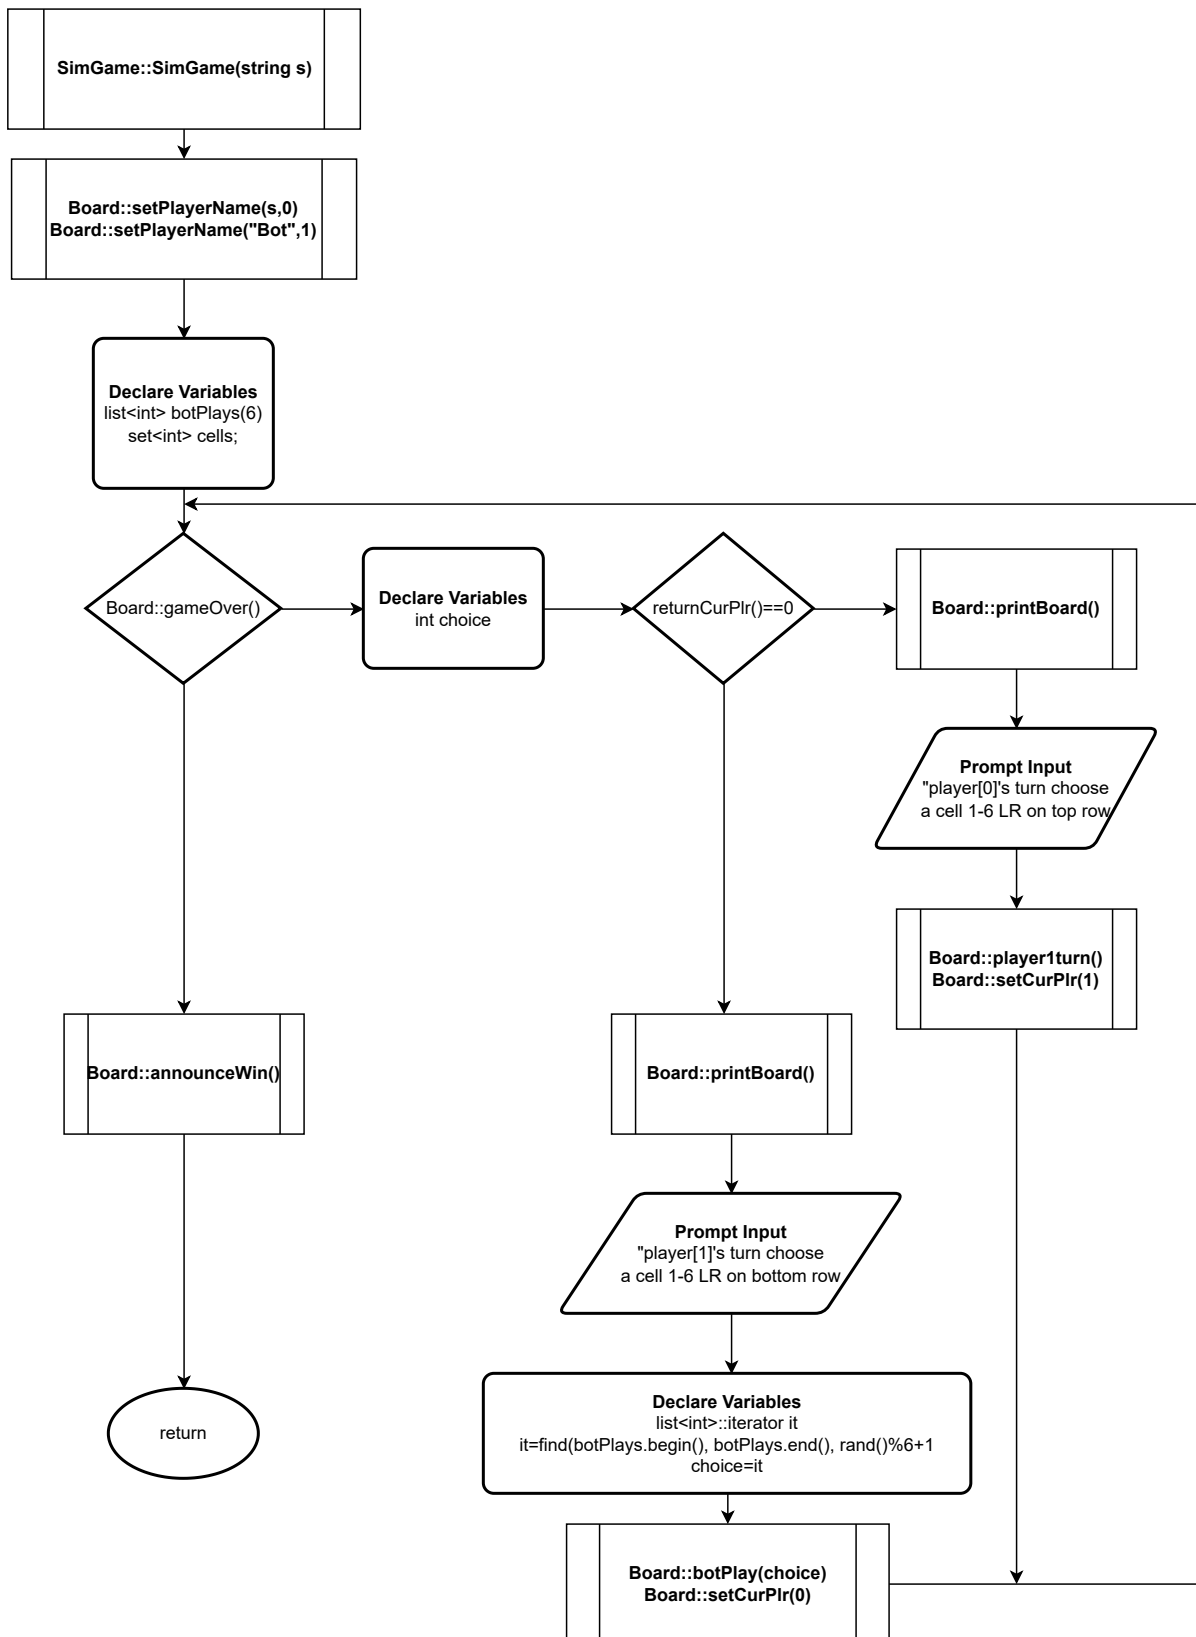 SimGame::SimGame(string s)
Board::setPlayerName(s,0)
Board::setPlayerName("Bot",1)
Declare Variables
list<int> botPlays(6)
set<int> cells;
Board::gameOver()
Declare Variables
int choice
returnCurPlr()==0
Board::printBoard()
Prompt Input
"player[0]'s turn choose
a cell 1-6 LR on top row
Board::player1turn()
Board::setCurPlr(1)
Board::announceWin()
Board::printBoard()
Prompt Input
"player[1]'s turn choose
a cell 1-6 LR on bottom row
return
Declare Variables
list<int>::iterator it
it=find(botPlays.begin(), botPlays.end(), rand()%6+1
choice=it
Board::botPlay(choice)
Board::setCurPlr(0)